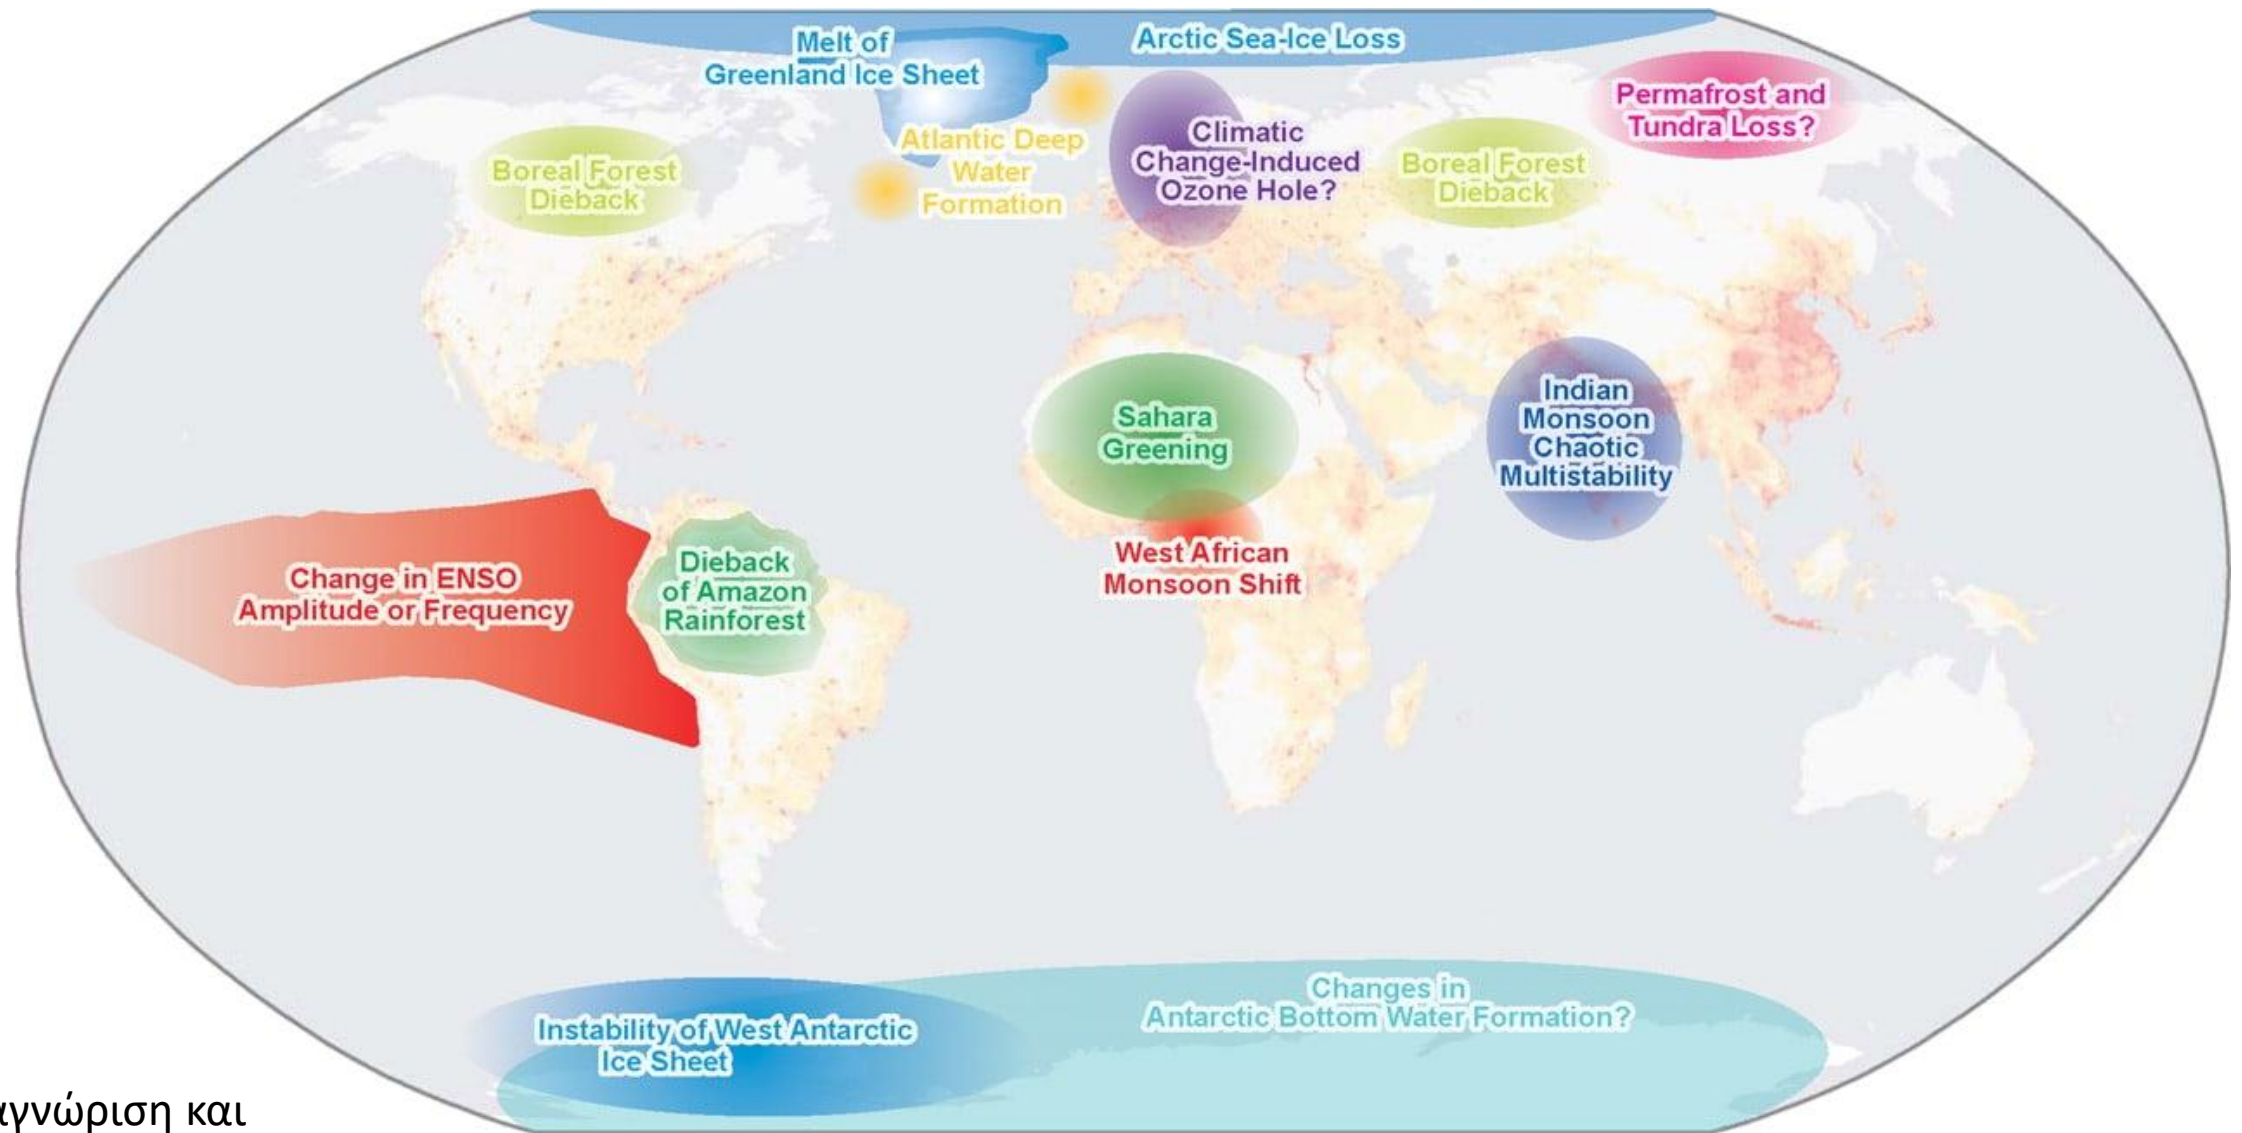 Melt of
Greenland Ice Sheet
Arctic Sea-Ice Loss
Permafrost and
Tundra Loss?
Atlantic Deep
Water
Formation
Climatic
Change-Induced
Ozone Hole?
Boreal Forest
Dieback
Boreal Forest
Dieback
Sahara
Greening
Indian
Monsoon
Chaotic
Multistability
West African
Monsoon Shift
Change in ENSO
Amplitude or Frequency
Dieback
of Amazon
Rainforest
Changes in
Antarctic Bottom Water Formation?
Instability of West Antarctic
Ice Sheet
και